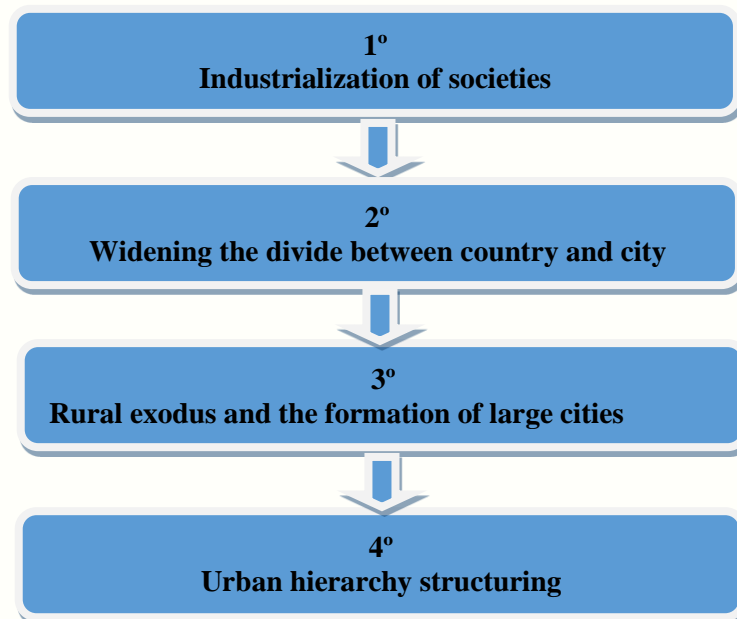 1º
Industrialization of societies
2º
Widening the divide between country and city
3º
Rural exodus and the formation of large cities
4º
Urban hierarchy structuring